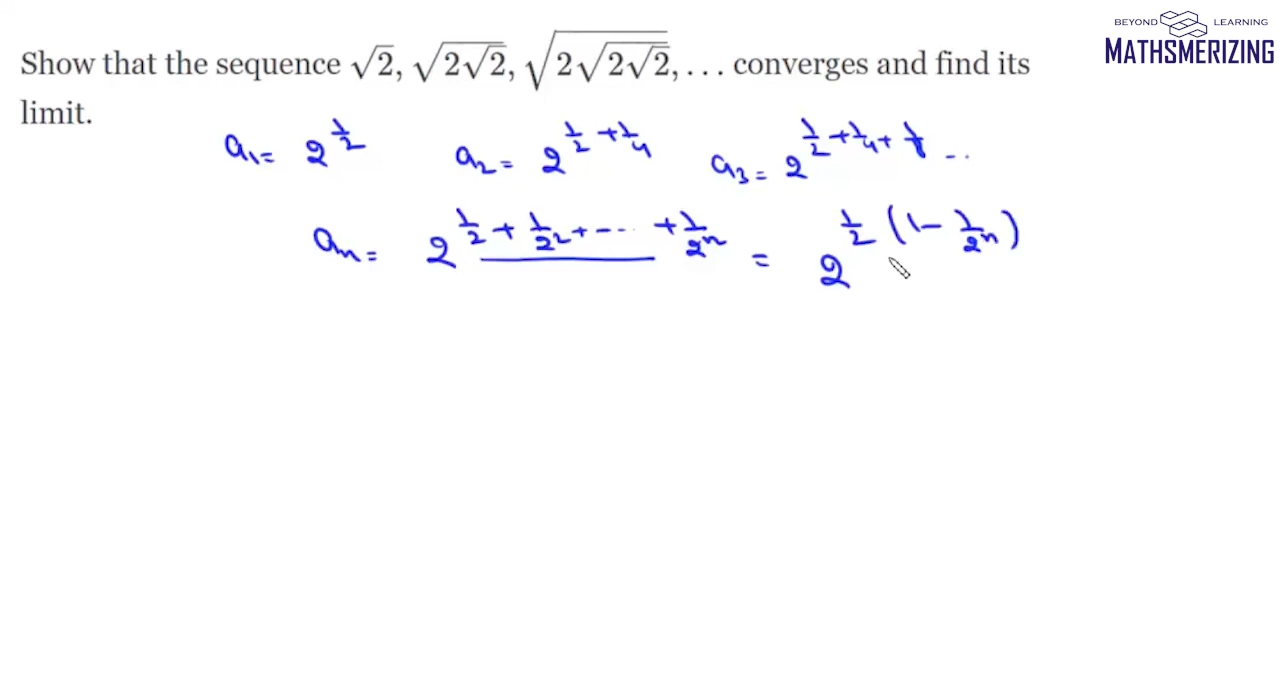 BEYOND LEARNING
MATHSMERIZING
Show that the sequence √2, √(2√2), √(2√(2√2)), ... converges and find its
limit.
a₁ = 2^(1/2) a₂ = 2^(1/2 + 1/4) a₃ = 2^(1/2 + 1/4 + 1/8) ...
aₙ = 2^(1/2 + 1/2² + ... + 1/2ⁿ) = 2^(1/2 (1 - 1/2ⁿ))